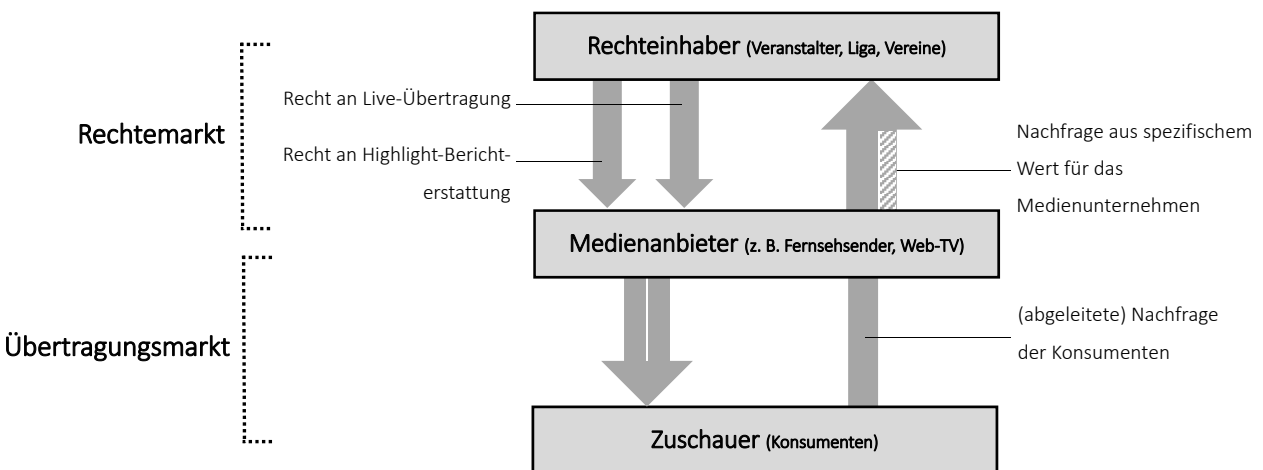 Rechteinhaber (Veranstalter, Liga, Vereine)
Recht an Live-Übertragung
Rechtemarkt
Recht an Highlight-Bericht-
erstattung
Nachfrage aus spezifischem
Wert für das
Medienunternehmen
Medienanbieter (z. B. Fernsehsender, Web-TV)
Übertragungsmarkt
(abgeleitete) Nachfrage
der Konsumenten
Zuschauer (Konsumenten)